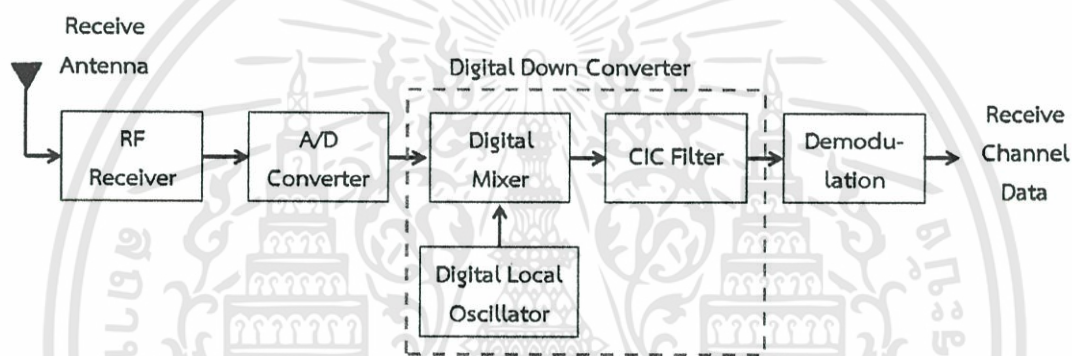 Receive
Antenna
Digital Down Converter
RF
Receiver
A/D
Converter
Digital
Mixer
CIC Filter
Demodu-
lation
Receive
Channel
Data
Digital Local
Oscillator